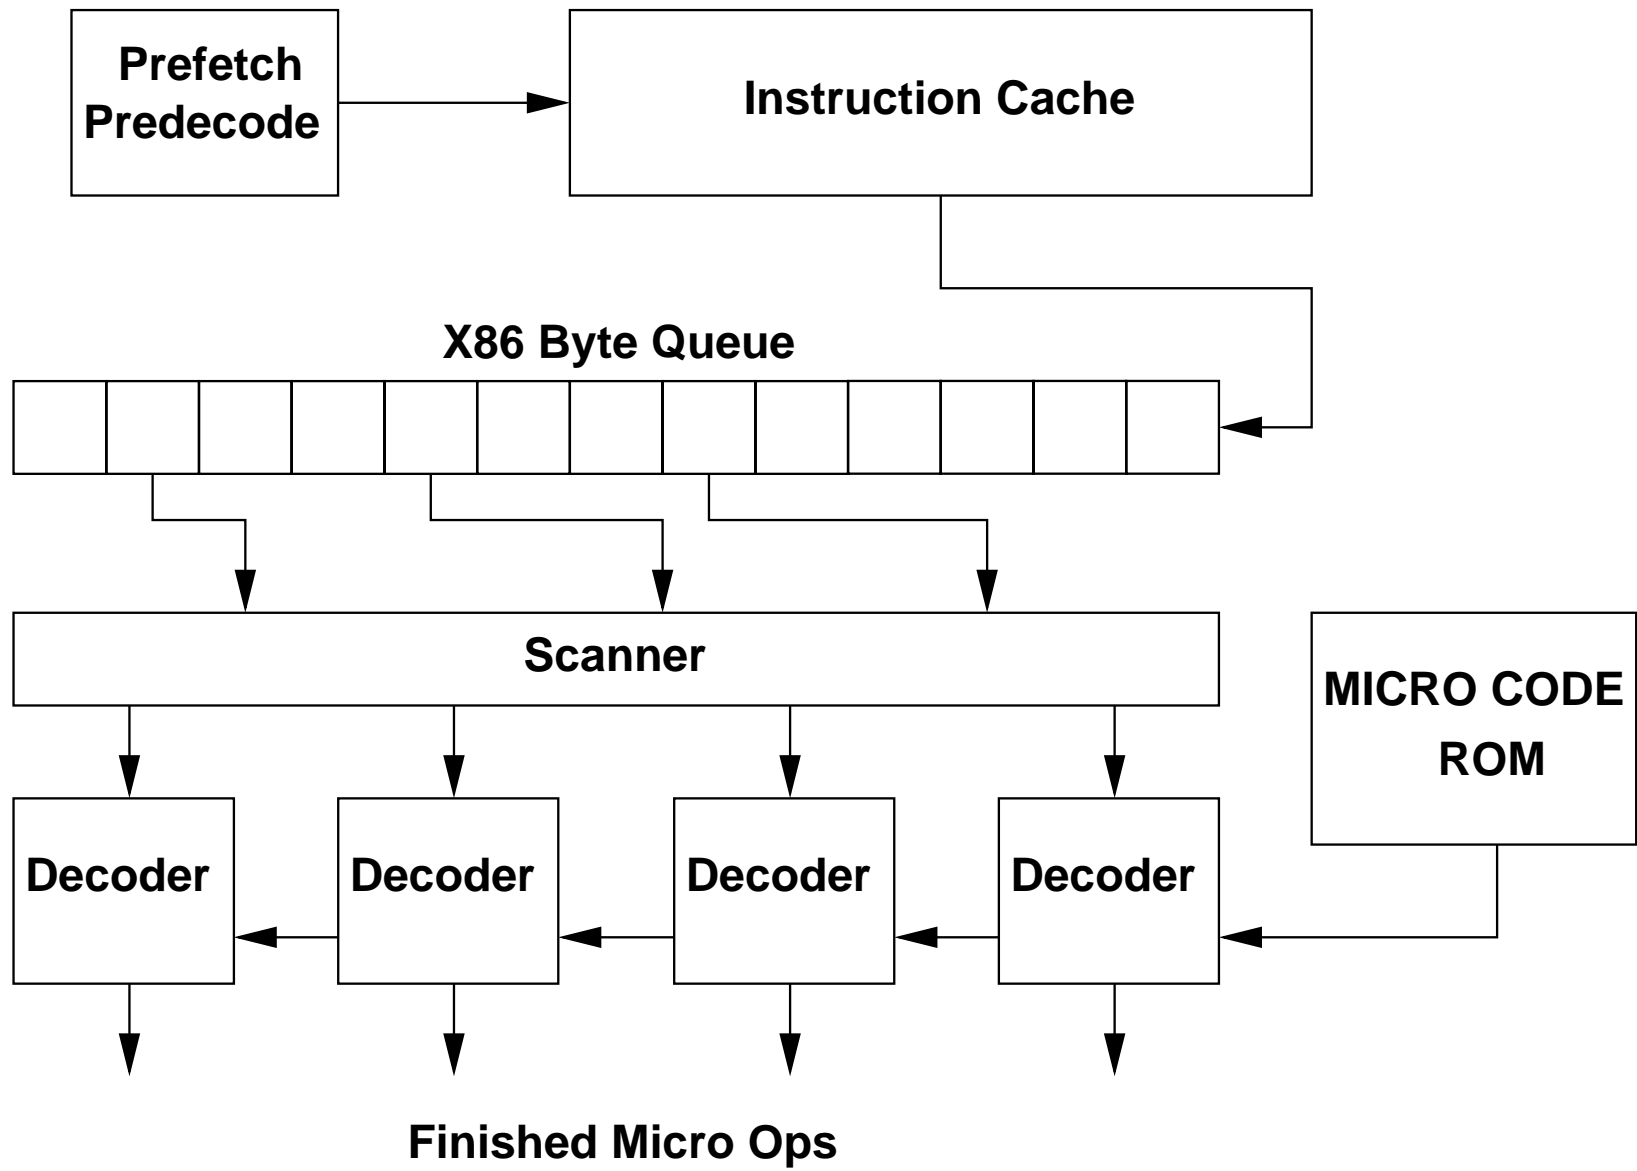 Prefetch
Predecode
Instruction Cache
X86 Byte Queue
Scanner
MICRO CODE
ROM
Decoder
Decoder
Decoder
Decoder
Finished Micro Ops